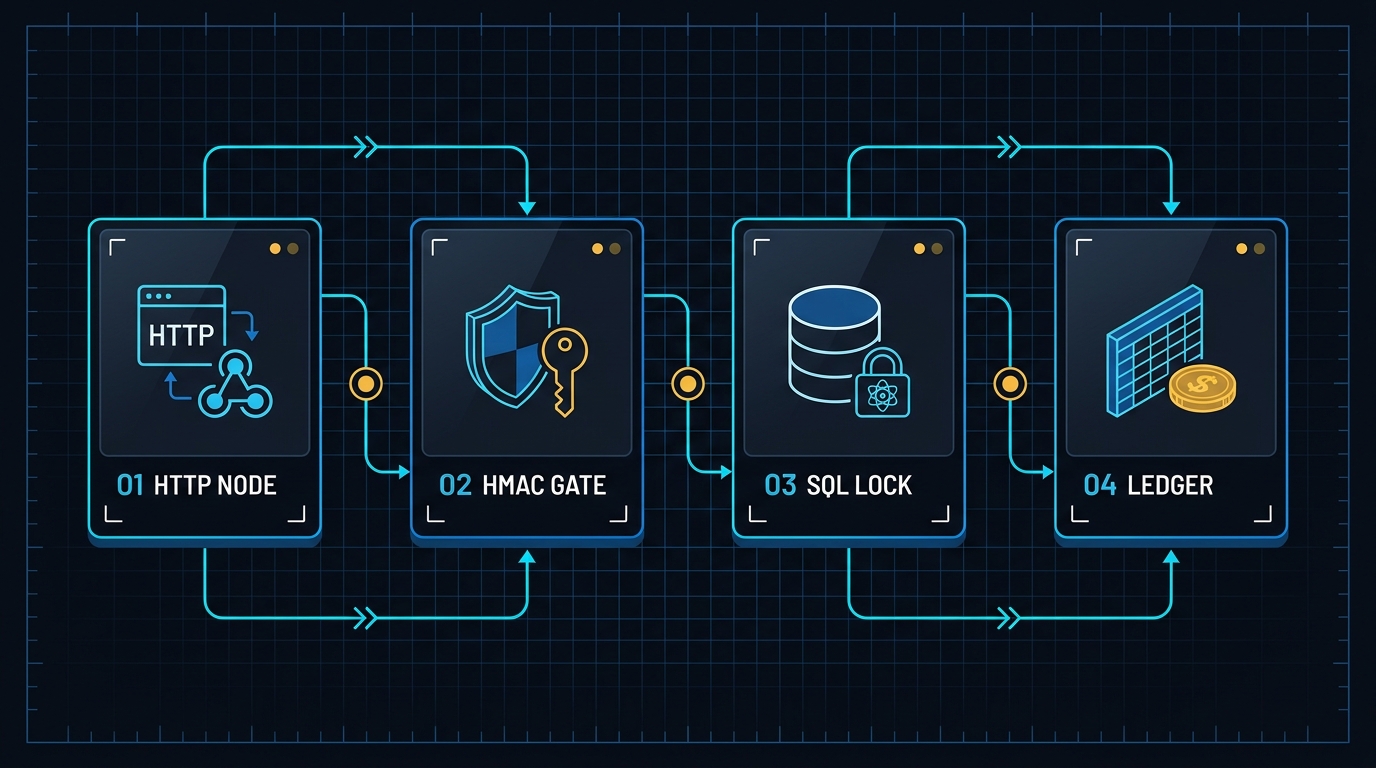 HTTP
01 HTTP NODE
02 HMAC GATE
03 SQL LOCK
$
04 LEDGER